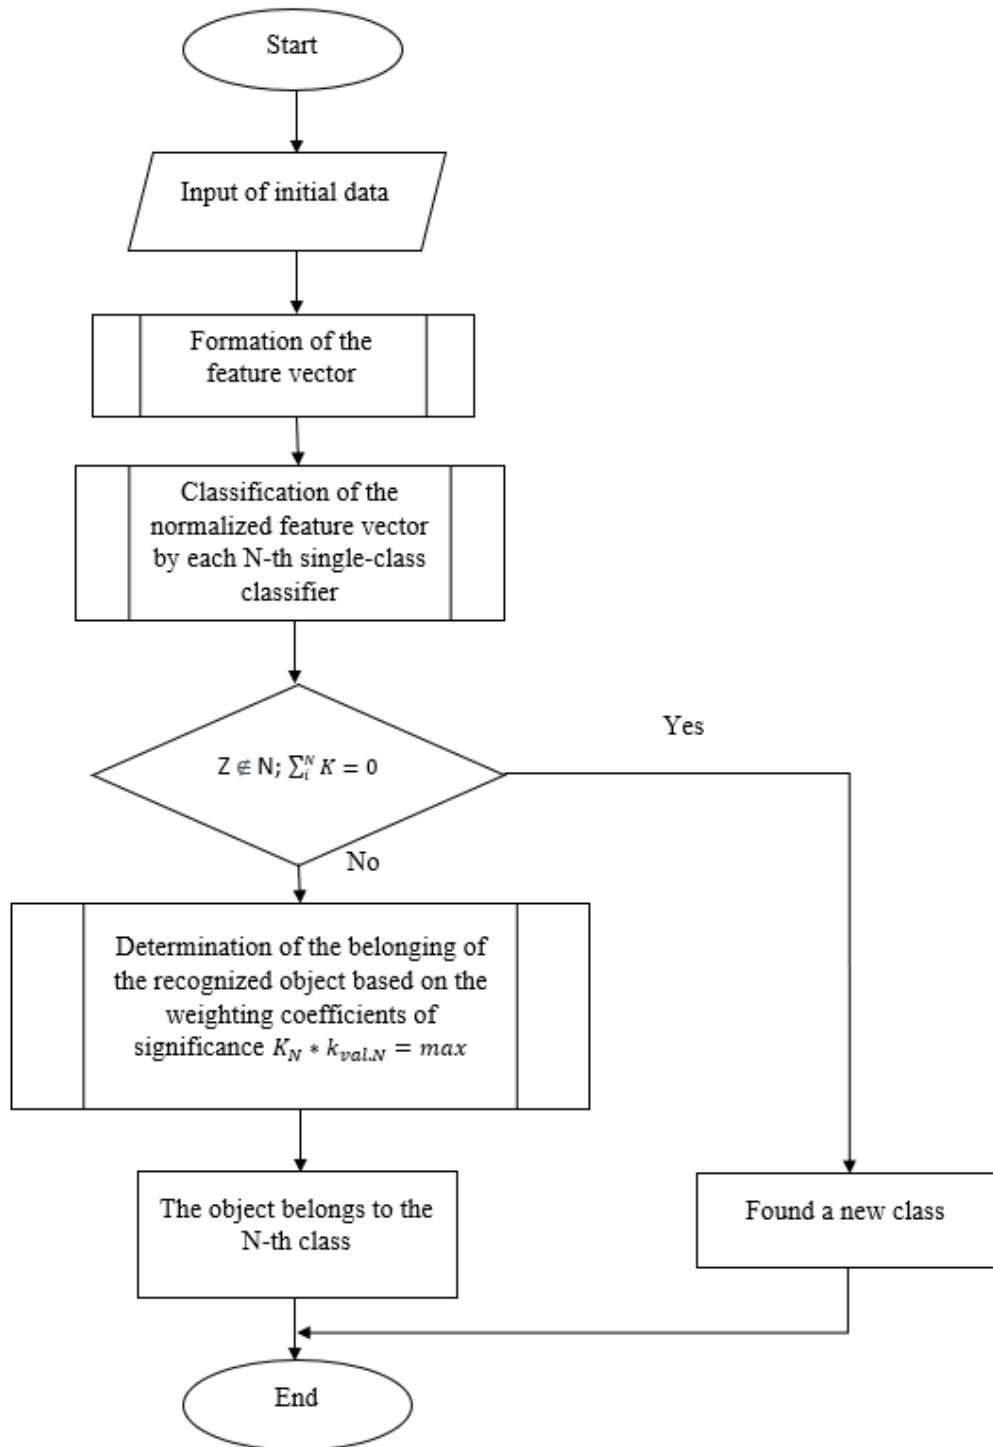 Start
Input of initial data
Formation of the
feature vector
Classification of the
normalized feature vector
by each N-th single-class
classifier
Z ∉ N; ∑ᵢᴺ K = 0
Yes
No
Determination of the belonging of
the recognized object based on the
weighting coefficients of
significance K_N * k_{val.N} = max
The object belongs to the
N-th class
Found a new class
End